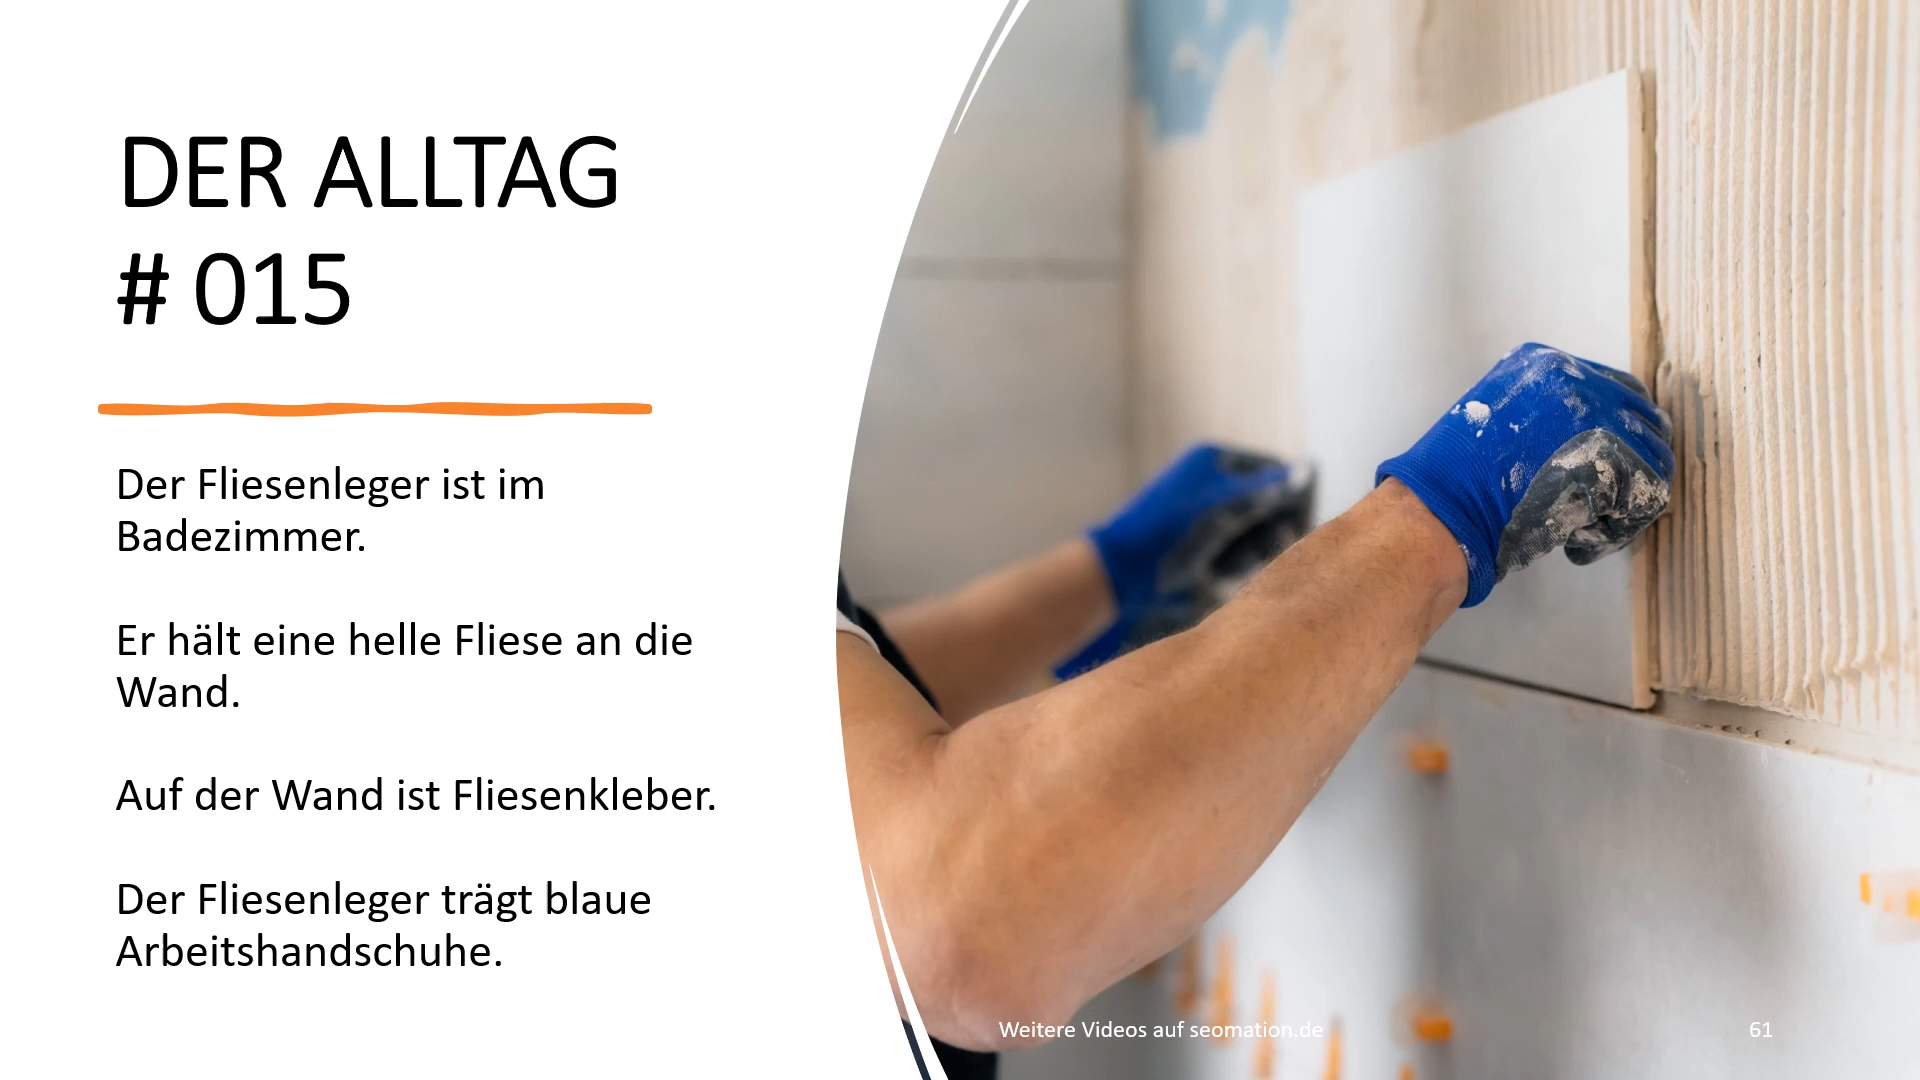 DER ALLTAG
# 015
Der Fliesenleger ist im
Badezimmer.
Er hält eine helle Fliese an die
Wand.
Auf der Wand ist Fliesenkleber.
Der Fliesenleger trägt blaue
Arbeitshandschuhe.
Weitere Videos auf seomation.de
61